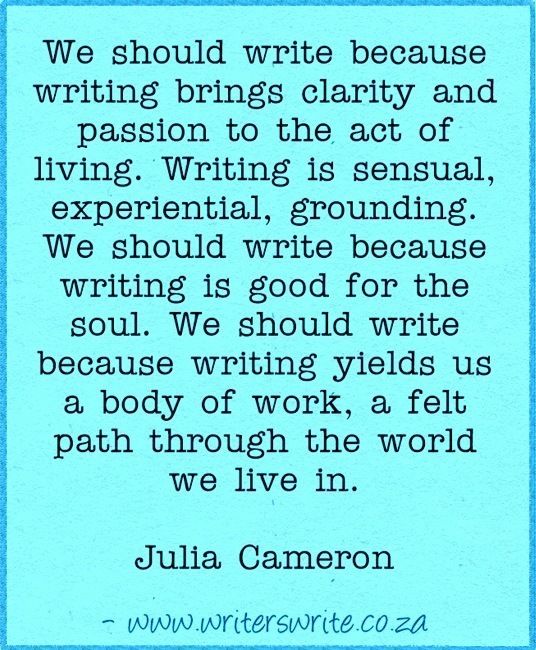 We should write because
writing brings clarity and
passion to the act of
living. Writing is sensual,
experiential, grounding.
We should write because
writing is good for the
soul. We should write
because writing yields us
a body of work, a felt
path through the world
we live in.
Julia Cameron
- www.writerswrite.co.za